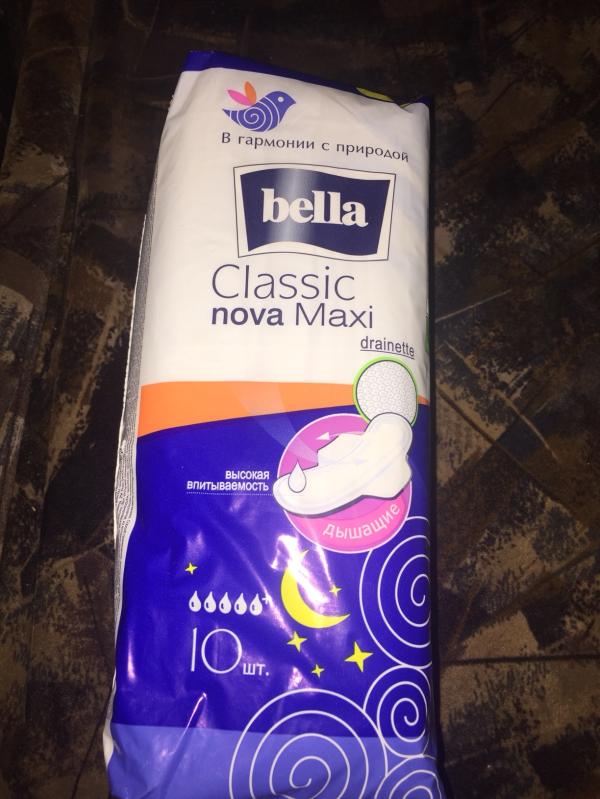 В гармонии с природой
bella
Classic
nova Maxi
drainette
высокая
впитываемость
дышащие
+
10 шт.